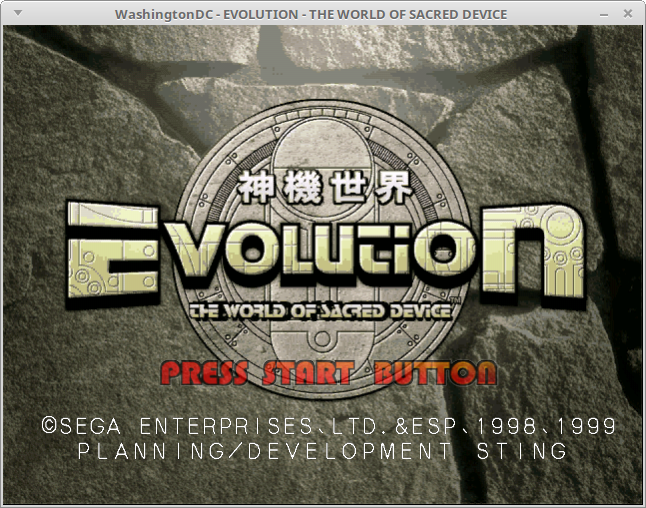 WashingtonDC - EVOLUTION - THE WORLD OF SACRED DEVICE
神機世界
EVOLUTION
THE WORLD OF SACRED DEVICE™
PRESS START BUTTON
©SEGA ENTERPRISES、LTD.&ESP、1998、1999
PLANNING/DEVELOPMENT STING